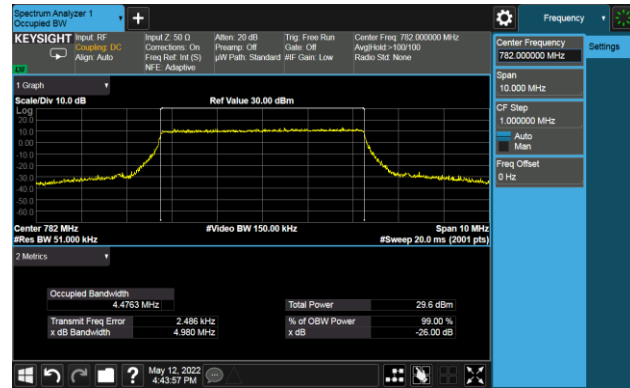 Spectrum Analyzer 1
Occupied BW
+
Frequency
KEYSIGHT
Input: RF
Coupling: DC
Align: Auto
Input Z: 50 Ω
Corrections: On
Freq Ref: Int (S)
NFE: Adaptive
Atten: 20 dB
Preamp: Off
µW Path: Standard
Trig: Free Run
Gate: Off
#IF Gain: Low
Center Freq: 782.000000 MHz
Avg|Hold:>100/100
Radio Std: None
Center Frequency
782.000000 MHz
Settings
Span
10.000 MHz
CF Step
1.000000 MHz
Auto
Man
Freq Offset
0 Hz
1 Graph
Scale/Div 10.0 dB
Ref Value 30.00 dBm
Log
20.0
10.0
0.00
-10.0
-20.0
-30.0
-40.0
-50.0
-60.0
Center 782 MHz
#Video BW 150.00 kHz
Span 10 MHz
#Res BW 51.000 kHz
#Sweep 20.0 ms (2001 pts)
2 Metrics
Occupied Bandwidth
4.4763 MHz
Total Power
29.6 dBm
Transmit Freq Error
2.486 kHz
% of OBW Power
99.00 %
x dB Bandwidth
4.980 MHz
x dB
-26.00 dB
?
May 12, 2022
4:43:57 PM